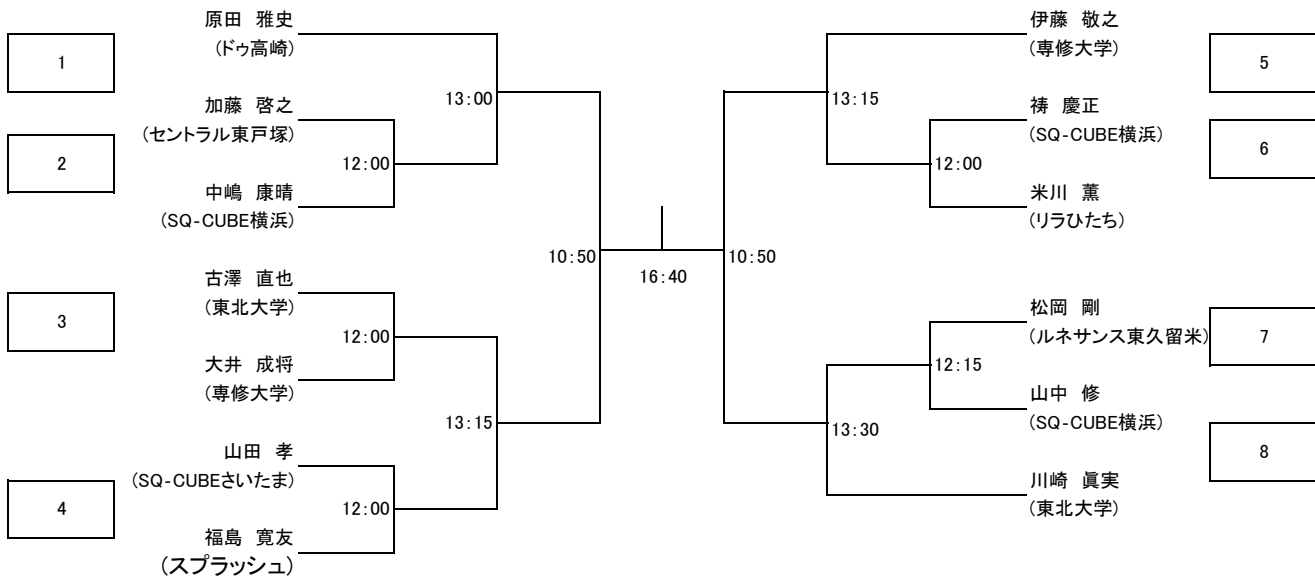 原田 雅史
(ドゥ高崎)
1
加藤 啓之
(セントラル東戸塚)
13:00
2
12:00
中嶋 康晴
(SQ-CUBE横浜)
10:50
古澤 直也
(東北大学)
3
12:00
大井 成将
(専修大学)
13:15
山田 孝
(SQ-CUBEさいたま)
4
12:00
福島 寛友
(スプラッシュ)
16:40
伊藤 敬之
(専修大学)
5
13:15
祷 慶正
(SQ-CUBE横浜)
6
12:00
米川 薫
(リラひたち)
10:50
松岡 剛
(ルネサンス東久留米)
7
12:15
山中 修
(SQ-CUBE横浜)
13:30
8
川崎 眞実
(東北大学)